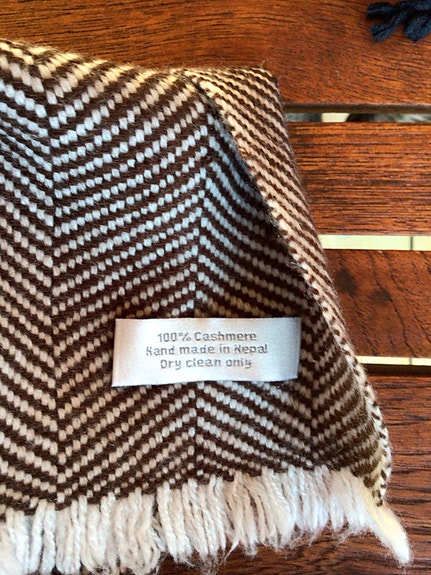 100% Cashmere
Hand made in Nepal
Dry clean only